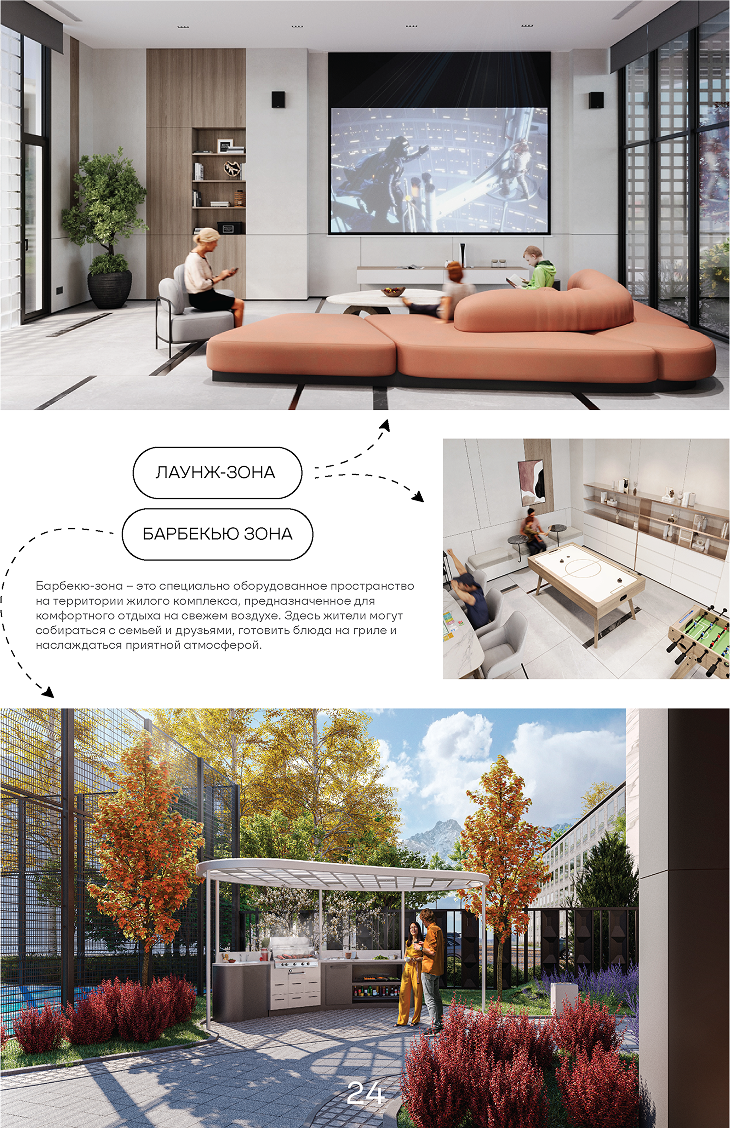 ЛАУНЖ-ЗОНА
БАРБЕКЬЮ ЗОНА
Барбекю-зона – это специально оборудованное пространство
на территории жилого комплекса, предназначенное для
комфортного отдыха на свежем воздухе. Здесь жители могут
собираться с семьей и друзьями, готовить блюда на гриле и
наслаждаться приятной атмосферой.
24